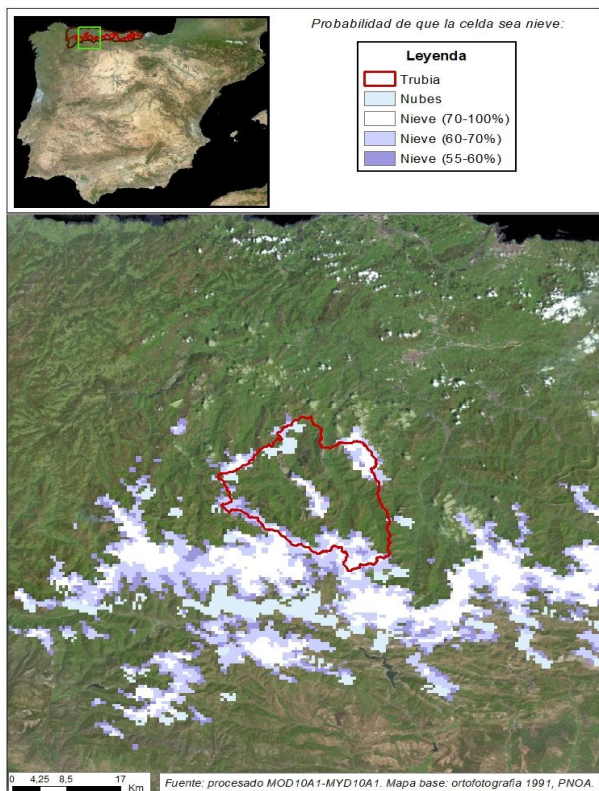 Probabilidad de que la celda sea nieve:
Leyenda
Trubia
Nubes
Nieve (70-100%)
Nieve (60-70%)
Nieve (55-60%)
0 4,25 8,5 17
Km
Fuente: procesado MOD10A1-MYD10A1. Mapa base: ortofotografía 1991, PNOA.